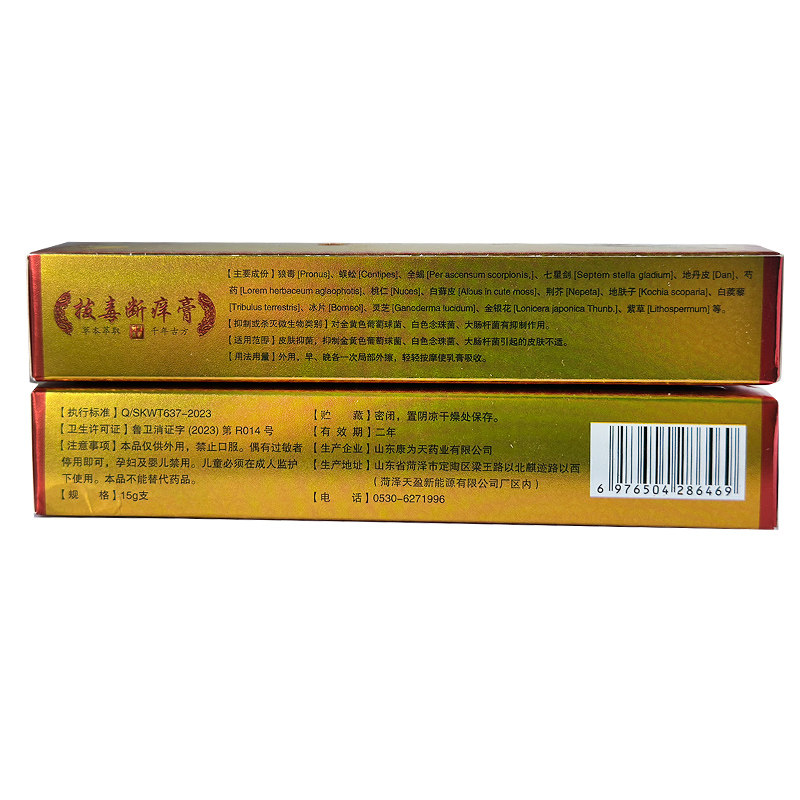 拔毒断痒膏
草本萃取 千年古方
【主要成份】狼毒 [Pronus]、蜈蚣 [Contipes]、全蝎 [Per ascensum scorpionis,]、七星剑 [Septem stella gladium]、地丹皮 [Dan]、芍
药 [Lorem herbaceum aglaophotis]、桃仁 [Nuces]、白藓皮 [Alous in cute moss]、荆芥 [Nepeta]、地肤子 [Kochia scoparia]、白蒺藜
[Tribulus terrestris]、冰片 [Borneol]、灵芝 [Ganoderma lucidum]、金银花 [Lonicera japonica Thunb.]、紫草 [Lithospermum] 等。
【抑制或杀灭微生物类别】对金黄色葡萄球菌、白色念珠菌、大肠杆菌有抑制作用。
【适用范围】皮肤抑菌，抑制金黄色葡萄球菌、白色念珠菌、大肠杆菌引起的皮肤不适。
【用法用量】外用，早、晚各一次局部外擦，轻轻按摩使乳膏吸收。
【执行标准】Q/SKWT637-2023
【卫生许可证】鲁卫消证字 (2023) 第 R014 号
【注意事项】本品仅供外用，禁止口服。偶有过敏者
停用即可，孕妇及婴儿禁用。儿童必须在成人监护
下使用。本品不能替代药品。
【规 格】15g支
【贮 藏】密闭，置阴凉干燥处保存。
【有 效 期】二年
【生产企业】山东康为天药业有限公司
【生产地址】山东省菏泽市定陶区梁王路以北麒迹路以西
（菏泽天盈新能源有限公司厂区内）
【电 话】0530-6271996
6 976504 286469